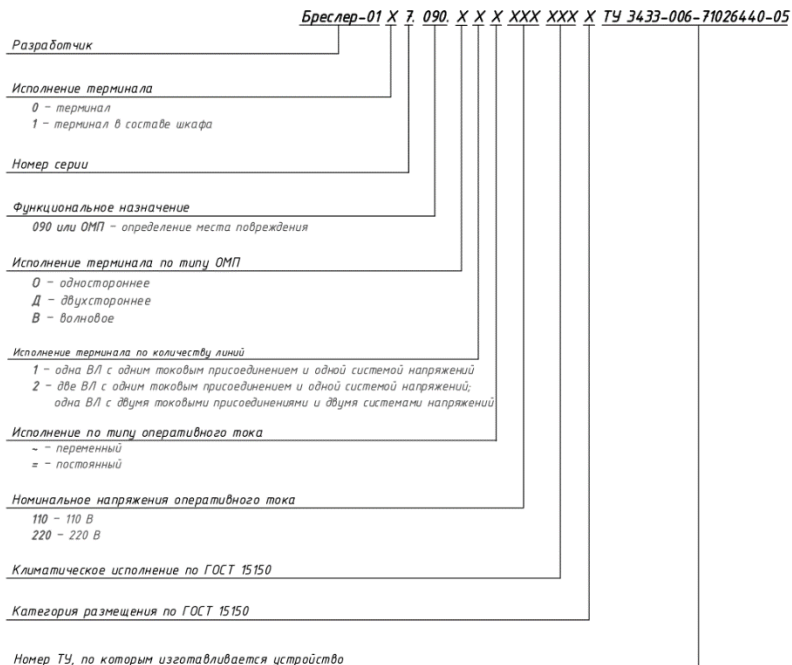 Бреслер-01 X 7. 090. X X X XXX XXX X ТУ 3433-006-71026440-05
Разработчик
Исполнение терминала
0 - терминал
1 - терминал в составе шкафа
Номер серии
Функциональное назначение
090 или ОМП - определение места повреждения
Исполнение терминала по типу ОМП
О - одностороннее
Д - двухстороннее
В - волновое
Исполнение терминала по количеству линий
1 - одна ВЛ с одним токовым присоединением и одной системой напряжений
2 - две ВЛ с одним токовым присоединением и одной системой напряжений;
одна ВЛ с двумя токовыми присоединениями и двумя системами напряжений
Исполнение по типу оперативного тока
~ - переменный
= - постоянный
Номинальное напряжения оперативного тока
110 - 110 В
220 - 220 В
Климатическое исполнение по ГОСТ 15150
Категория размещения по ГОСТ 15150
Номер ТУ, по которым изготавливается устройство